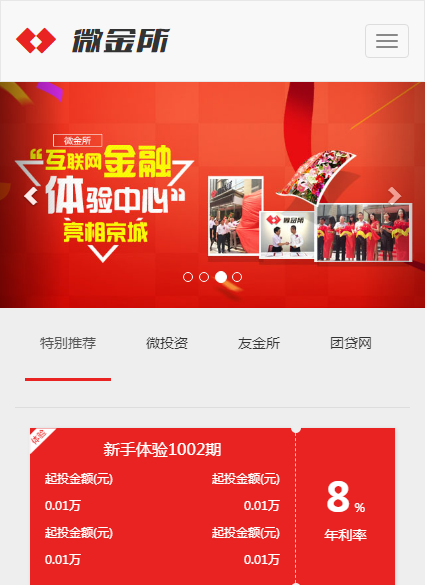 微金所
微金所
“互联网金融
体验中心”
亮相京城
微金所
特别推荐 微投资 友金所 团贷网
体验
新手体验1002期
起投金额(元) 起投金额(元)
0.01万 0.01万
起投金额(元) 起投金额(元)
0.01万 0.01万
8 %
年利率